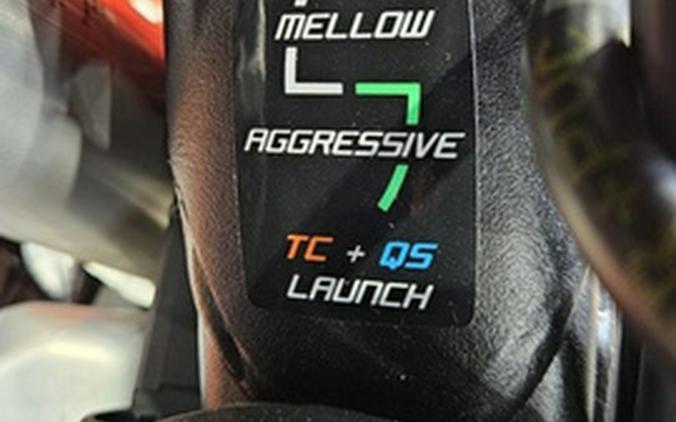 MELLOW
AGGRESSIVE
TC + QS
LAUNCH